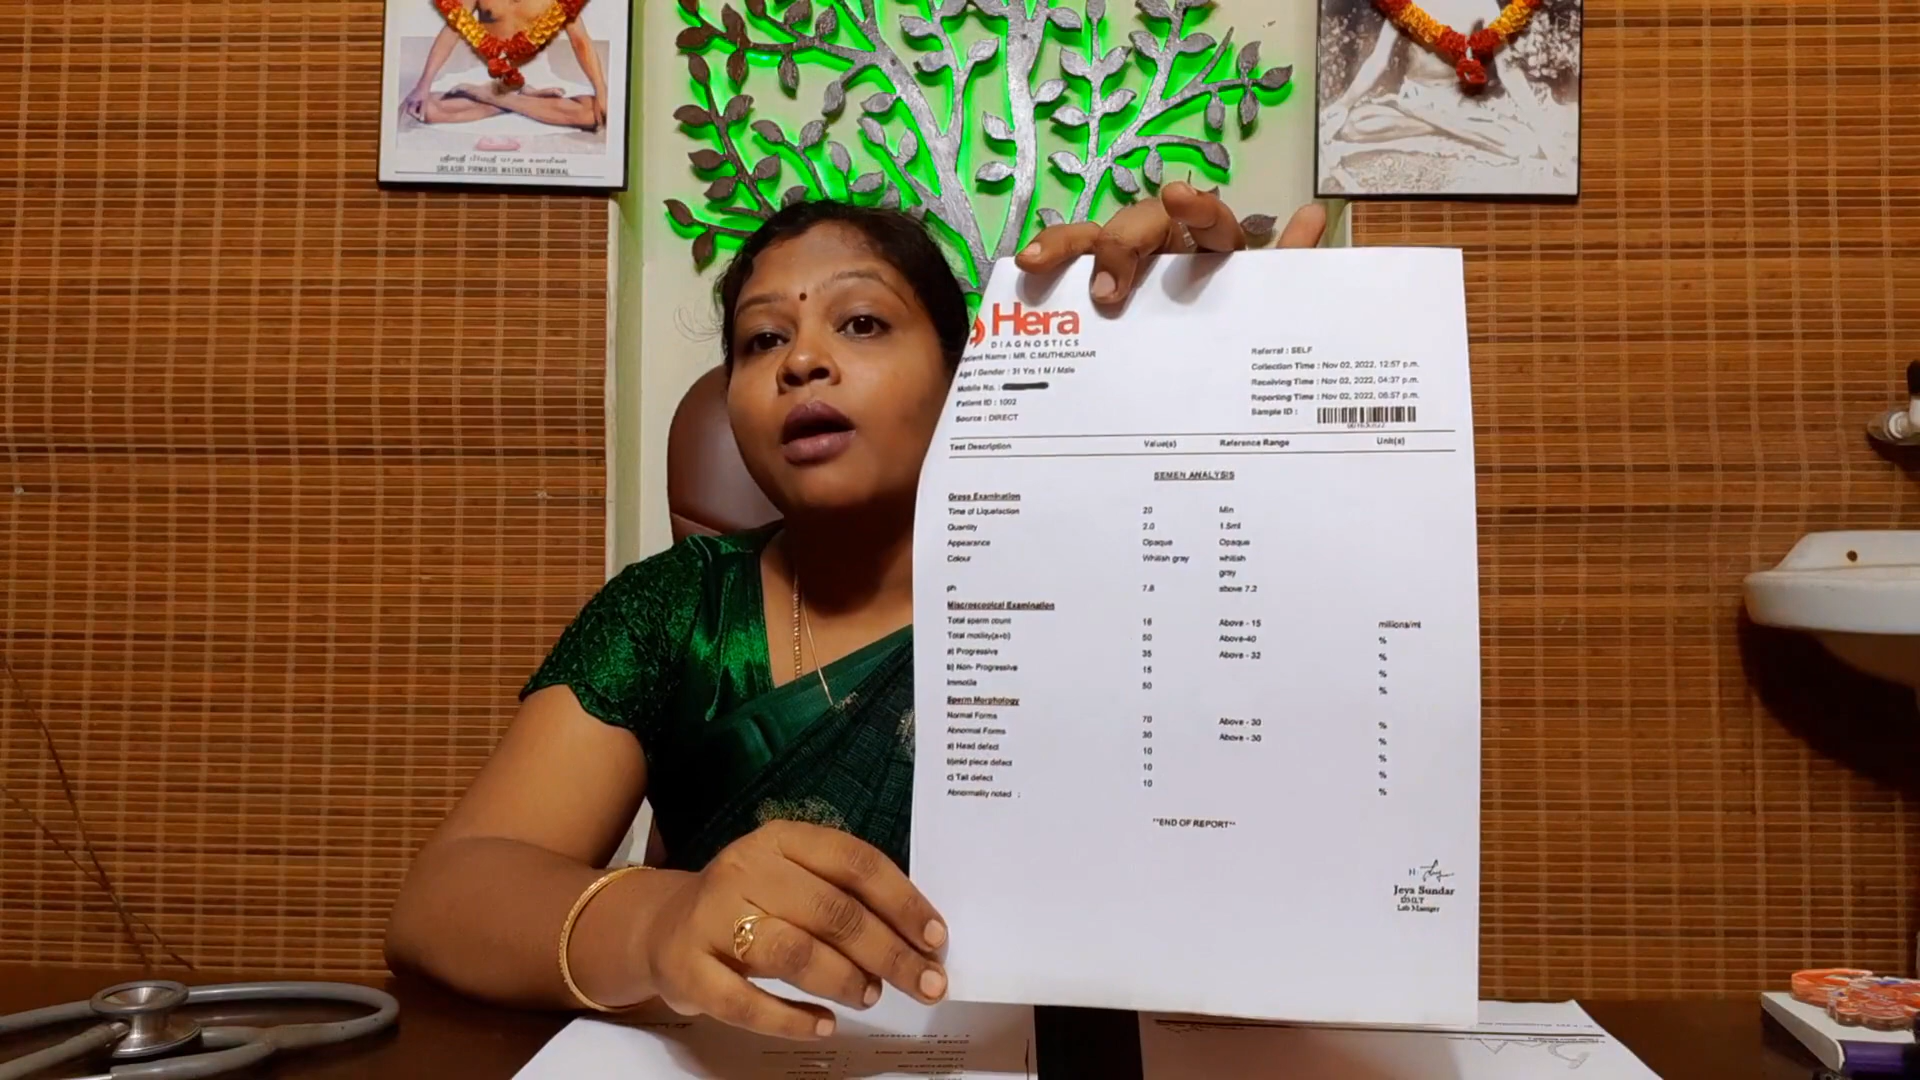 SRILASRI PIRMASRI MATHAVA SWAMIKAL
Hera
DIAGNOSTICS
Patient Name : MR. C.MUTHUKUMAR
Age / Gender : 31 Yrs 1 M / Male
Mobile No. :
Patient ID : 1002
Source : DIRECT
Referral : SELF
Collection Time : Nov 02, 2022, 12:57 p.m.
Receiving Time : Nov 02, 2022, 04:37 p.m.
Reporting Time : Nov 02, 2022, 06:57 p.m.
Sample ID :
Test Description Value(s) Reference Range Unit(s)
SEMEN ANALYSIS
Gross Examination
Time of Liquefaction 20 Min
Quantity 2.0 1.5ml
Appearance Opaque Opaque
Colour Whitish gray whitish
gray
ph 7.8 above 7.2
Miscroscopical Examination
Total sperm count 16 Above - 15 millions/ml
Total motility(a+b) 50 Above-40 %
a) Progressive 35 Above - 32 %
b) Non- Progressive 15 %
Immotile 50 %
Sperm Morphology
Normal Forms 70 Above - 30 %
Abnormal Forms 30 Above - 30 %
a) Head defect 10 %
b)mid piece defect 10 %
c) Tail defect 10 %
Abnormality noted :
**END OF REPORT**
Jeya Sundar
DMLT
Lab Manager